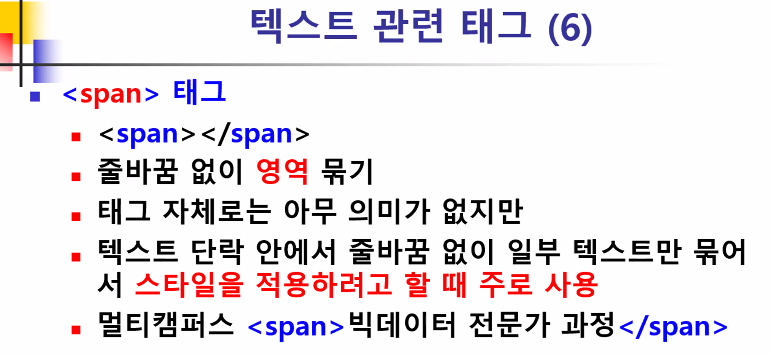 텍스트 관련 태그 (6)
<span> 태그
<span></span>
줄바꿈 없이 영역 묶기
태그 자체로는 아무 의미가 없지만
텍스트 단락 안에서 줄바꿈 없이 일부 텍스트만 묶어
서 스타일을 적용하려고 할 때 주로 사용
멀티캠퍼스 <span>빅데이터 전문가 과정</span>